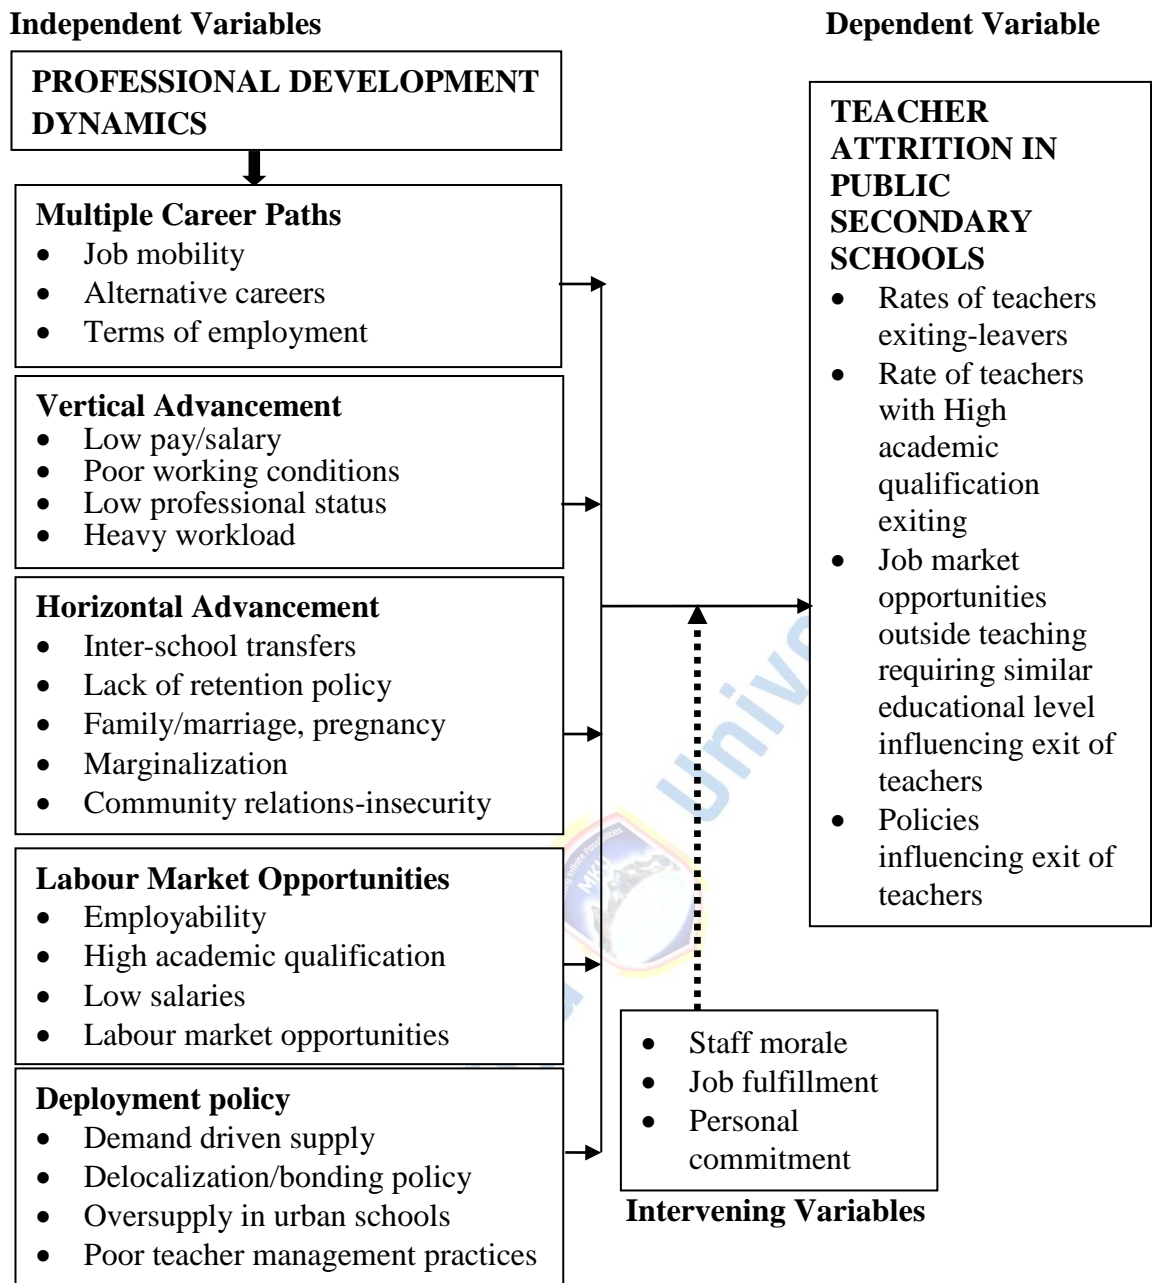 Independent Variables
Dependent Variable
PROFESSIONAL DEVELOPMENT
DYNAMICS
Multiple Career Paths
• Job mobility
• Alternative careers
• Terms of employment
Vertical Advancement
• Low pay/salary
• Poor working conditions
• Low professional status
• Heavy workload
Horizontal Advancement
• Inter-school transfers
• Lack of retention policy
• Family/marriage, pregnancy
• Marginalization
• Community relations-insecurity
Labour Market Opportunities
• Employability
• High academic qualification
• Low salaries
• Labour market opportunities
Deployment policy
• Demand driven supply
• Delocalization/bonding policy
• Oversupply in urban schools
• Poor teacher management practices
• Staff morale
• Job fulfillment
• Personal
commitment
Intervening Variables
TEACHER
ATTRITION IN
PUBLIC
SECONDARY
SCHOOLS
• Rates of teachers
exiting-leavers
• Rate of teachers
with High
academic
qualification
exiting
• Job market
opportunities
outside teaching
requiring similar
educational level
influencing exit of
teachers
• Policies
influencing exit of
teachers
MKU